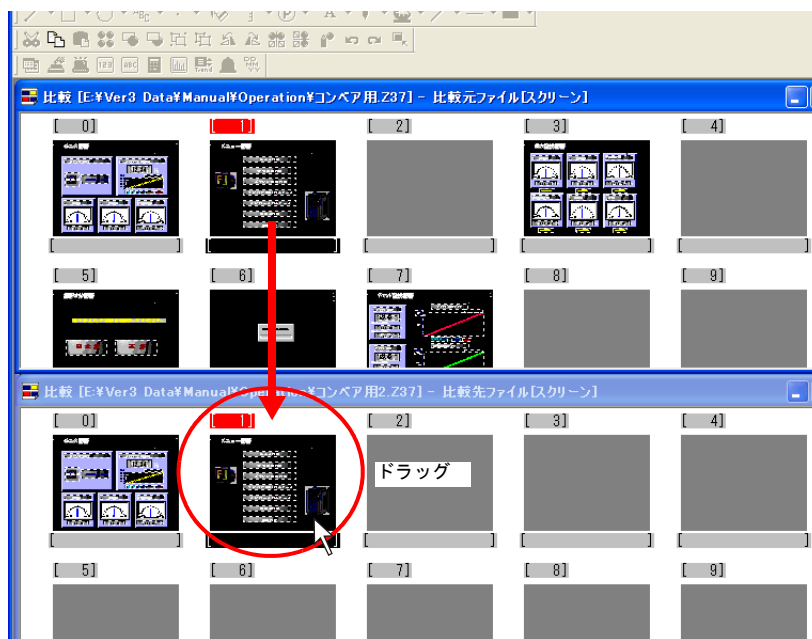 比較 [E:¥Ver3 Data¥Manual¥Operation¥コンベア用.Z37] - 比較元ファイル[スクリーン]
[ 0] [ 1] [ 2] [ 3] [ 4]
[ 5] [ 6] [ 7] [ 8] [ 9]
比較 [E:¥Ver3 Data¥Manual¥Operation¥コンベア用2.Z37] - 比較先ファイル[スクリーン]
[ 0] [ 1] [ 2] [ 3] [ 4]
ドラッグ
[ 5] [ 6] [ 7] [ 8] [ 9]